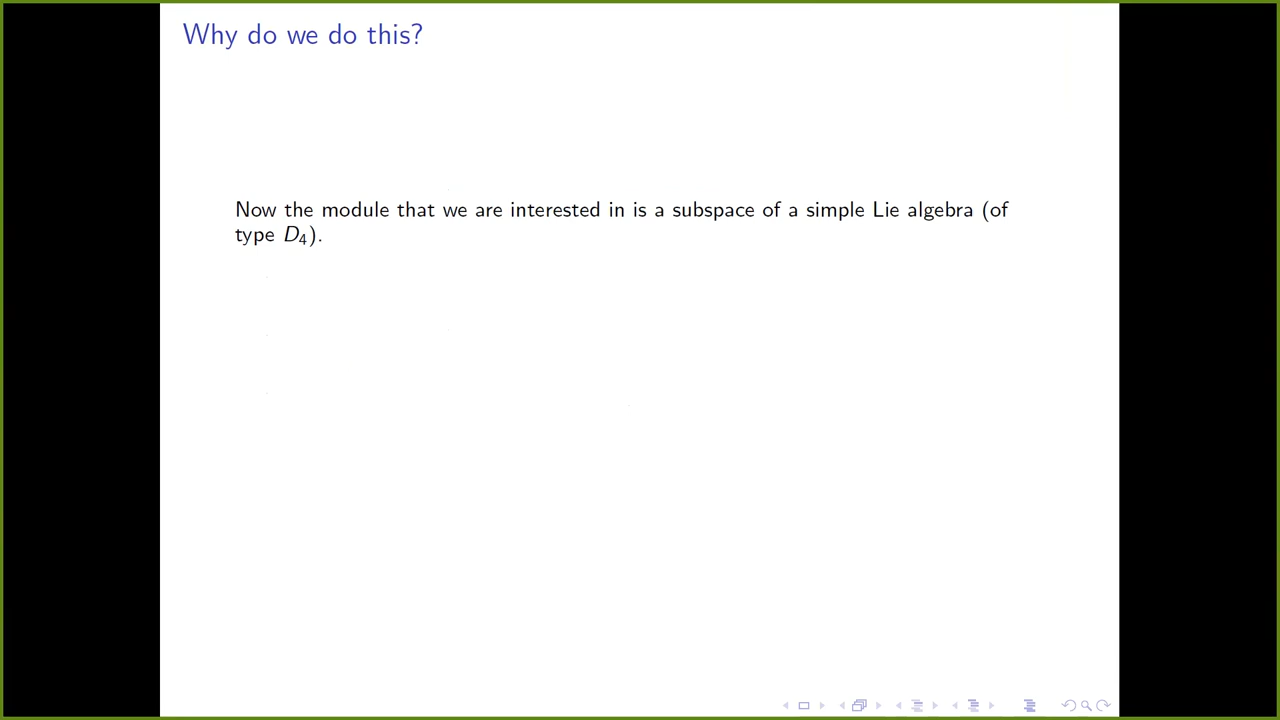 Why do we do this?
Now the module that we are interested in is a subspace of a simple Lie algebra (of
type D₄).